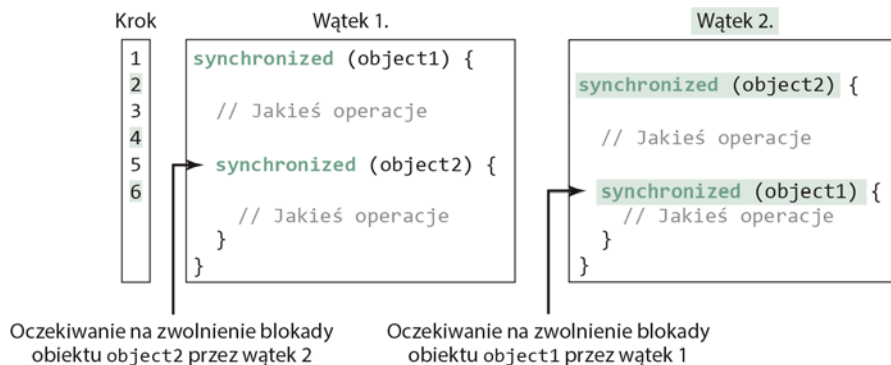 Krok
Wątek 1.
Wątek 2.
1
2
3
4
5
6
synchronized (object1) {
// Jakieś operacje
synchronized (object2) {
// Jakieś operacje
}
}
synchronized (object2) {
// Jakieś operacje
synchronized (object1) {
// Jakieś operacje
}
}
Oczekiwanie na zwolnienie blokady
obiektu object2 przez wątek 2
Oczekiwanie na zwolnienie blokady
obiektu object1 przez wątek 1